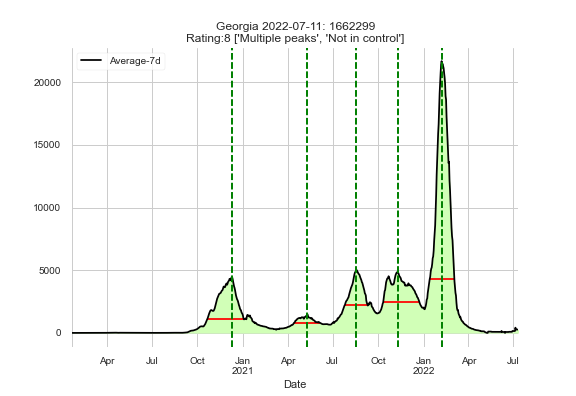 Georgia 2022-07-11: 1662299
Rating:8 ['Multiple peaks', 'Not in control']
Average-7d
20000
15000
10000
5000
0
Apr Jul Oct Jan Apr Jul Oct Jan Apr Jul
2021 2022
Date